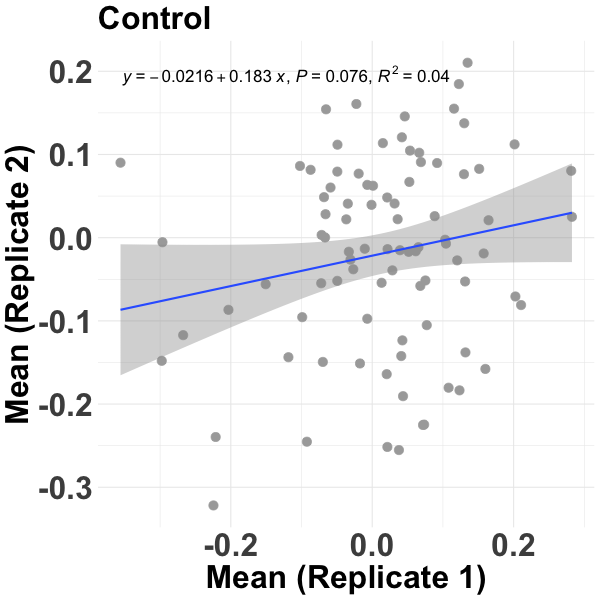 Control
y = −0.0216 + 0.183 x, P = 0.076, R² = 0.04
0.2
0.1
0.0
-0.1
-0.2
-0.3
Mean (Replicate 2)
-0.2 0.0 0.2
Mean (Replicate 1)